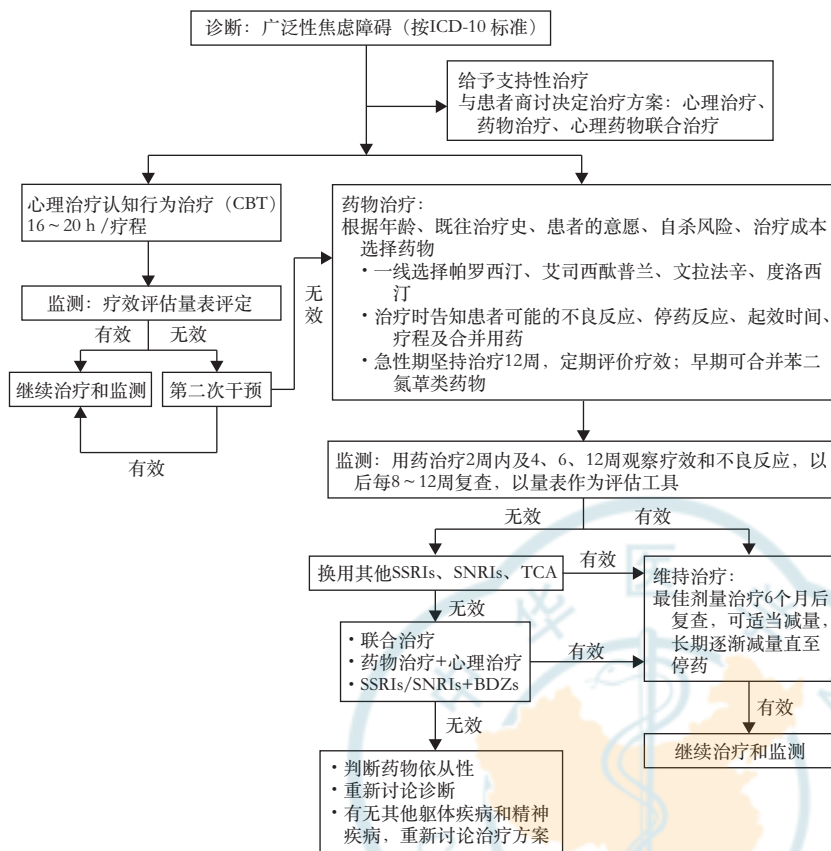 诊断：广泛性焦虑障碍（按ICD-10 标准）
给予支持性治疗
与患者商讨决定治疗方案：心理治疗、
药物治疗、心理药物联合治疗
心理治疗认知行为治疗（CBT）
16～20 h /疗程
监测：疗效评估量表评定
有效
无效
继续治疗和监测
第二次干预
有效
无效
药物治疗：
根据年龄、既往治疗史、患者的意愿、自杀风险、治疗成本
选择药物
・一线选择帕罗西汀、艾司西酞普兰、文拉法辛、度洛西
汀
・治疗时告知患者可能的不良反应、停药反应、起效时间、
疗程及合并用药
・急性期坚持治疗12周，定期评价疗效；早期可合并苯二
氮䓬类药物
监测：用药治疗2周内及4、6、12周观察疗效和不良反应，以
后每8～12周复查，以量表作为评估工具
无效
有效
换用其他SSRIs、SNRIs、TCA
有效
维持治疗：
最佳剂量治疗6个月后
复查，可适当减量，
长期逐渐减量直至
停药
无效
・联合治疗
・药物治疗+心理治疗
・SSRIs/SNRIs+BDZs
有效
有效
继续治疗和监测
无效
・判断药物依从性
・重新讨论诊断
・有无其他躯体疾病和精神
疾病，重新讨论治疗方案
中华医